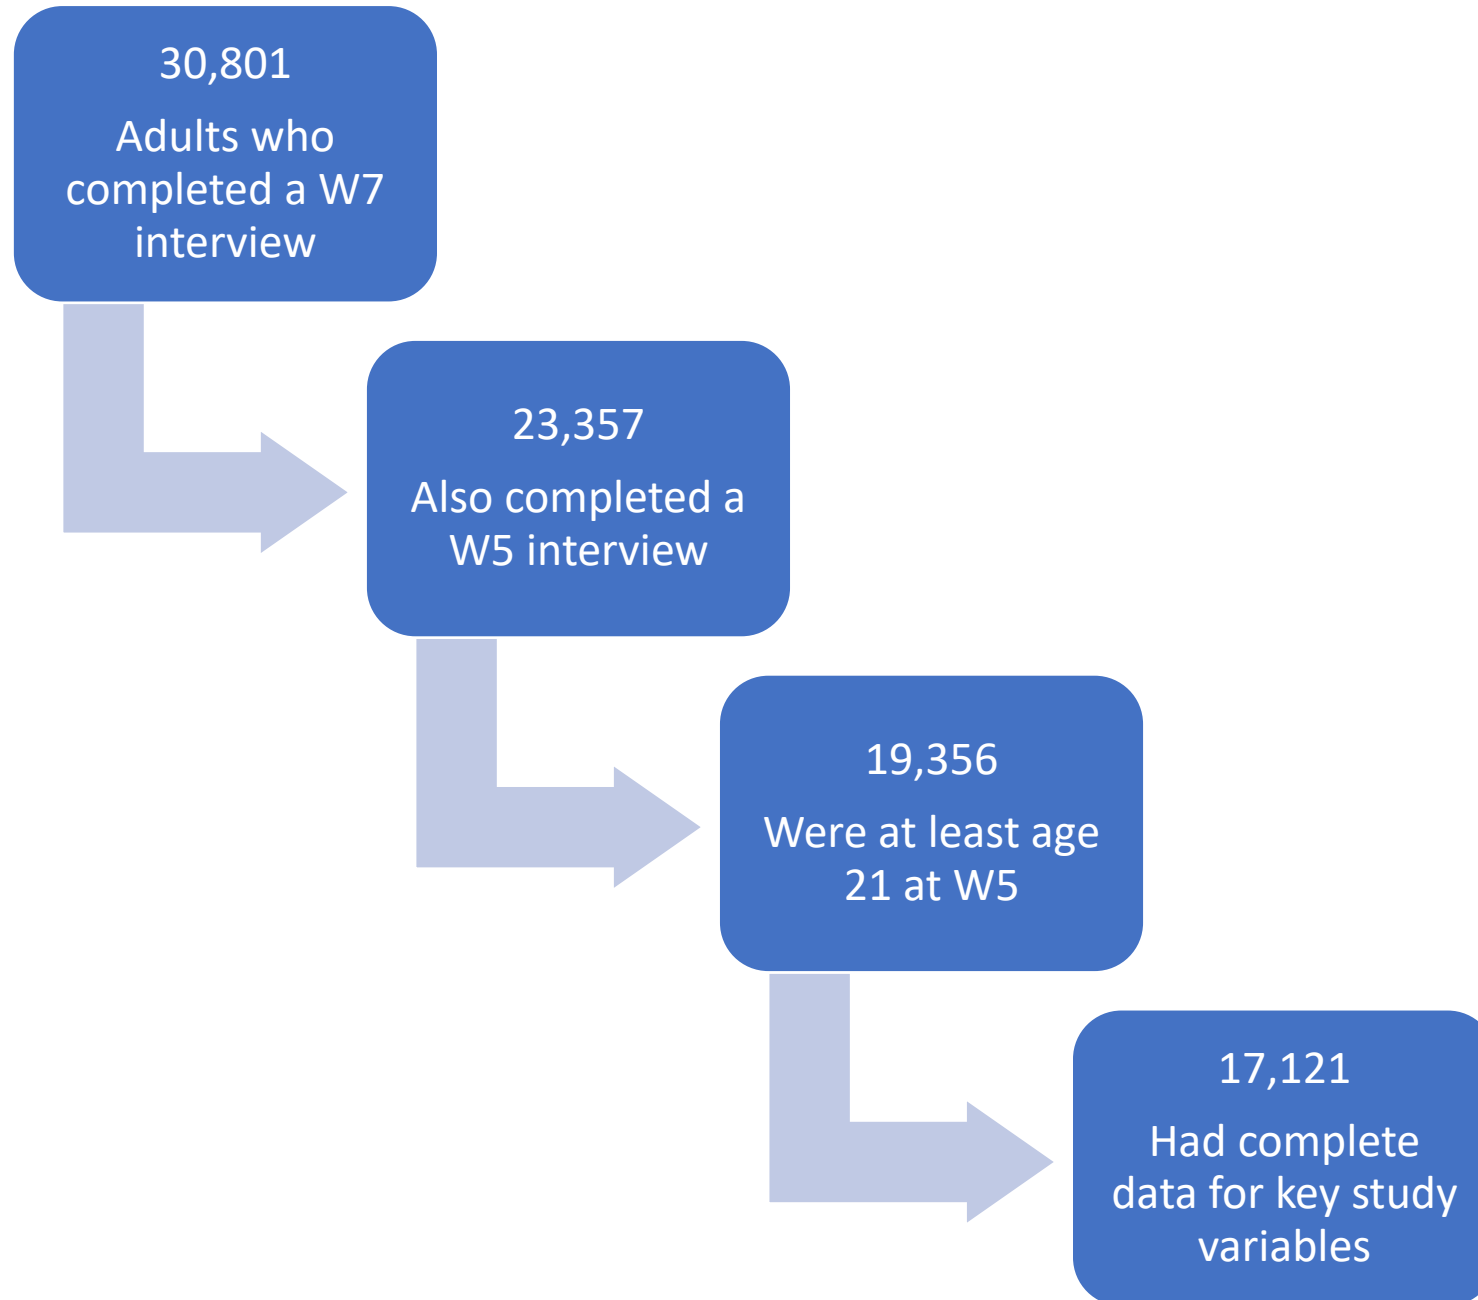 30,801
Adults who
completed a W7
interview
23,357
Also completed a
W5 interview
19,356
Were at least age
21 at W5
17,121
Had complete
data for key study
variables